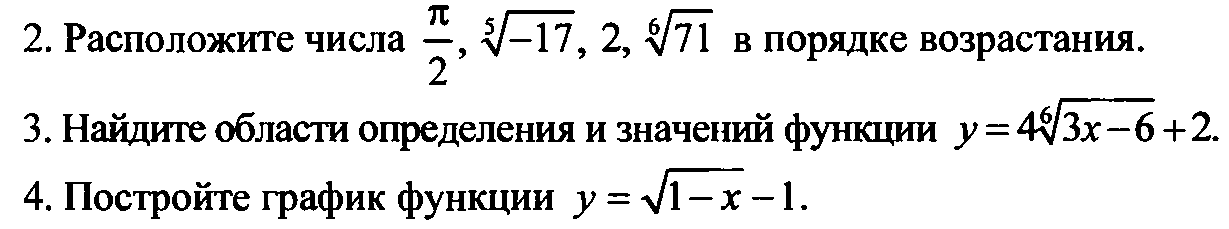 2. Расположите числа π/2, ⁵√−17, 2, ⁶√71 в порядке возрастания.
3. Найдите области определения и значений функции y = 4⁶√3x−6 + 2.
4. Постройте график функции y = √1−x − 1.